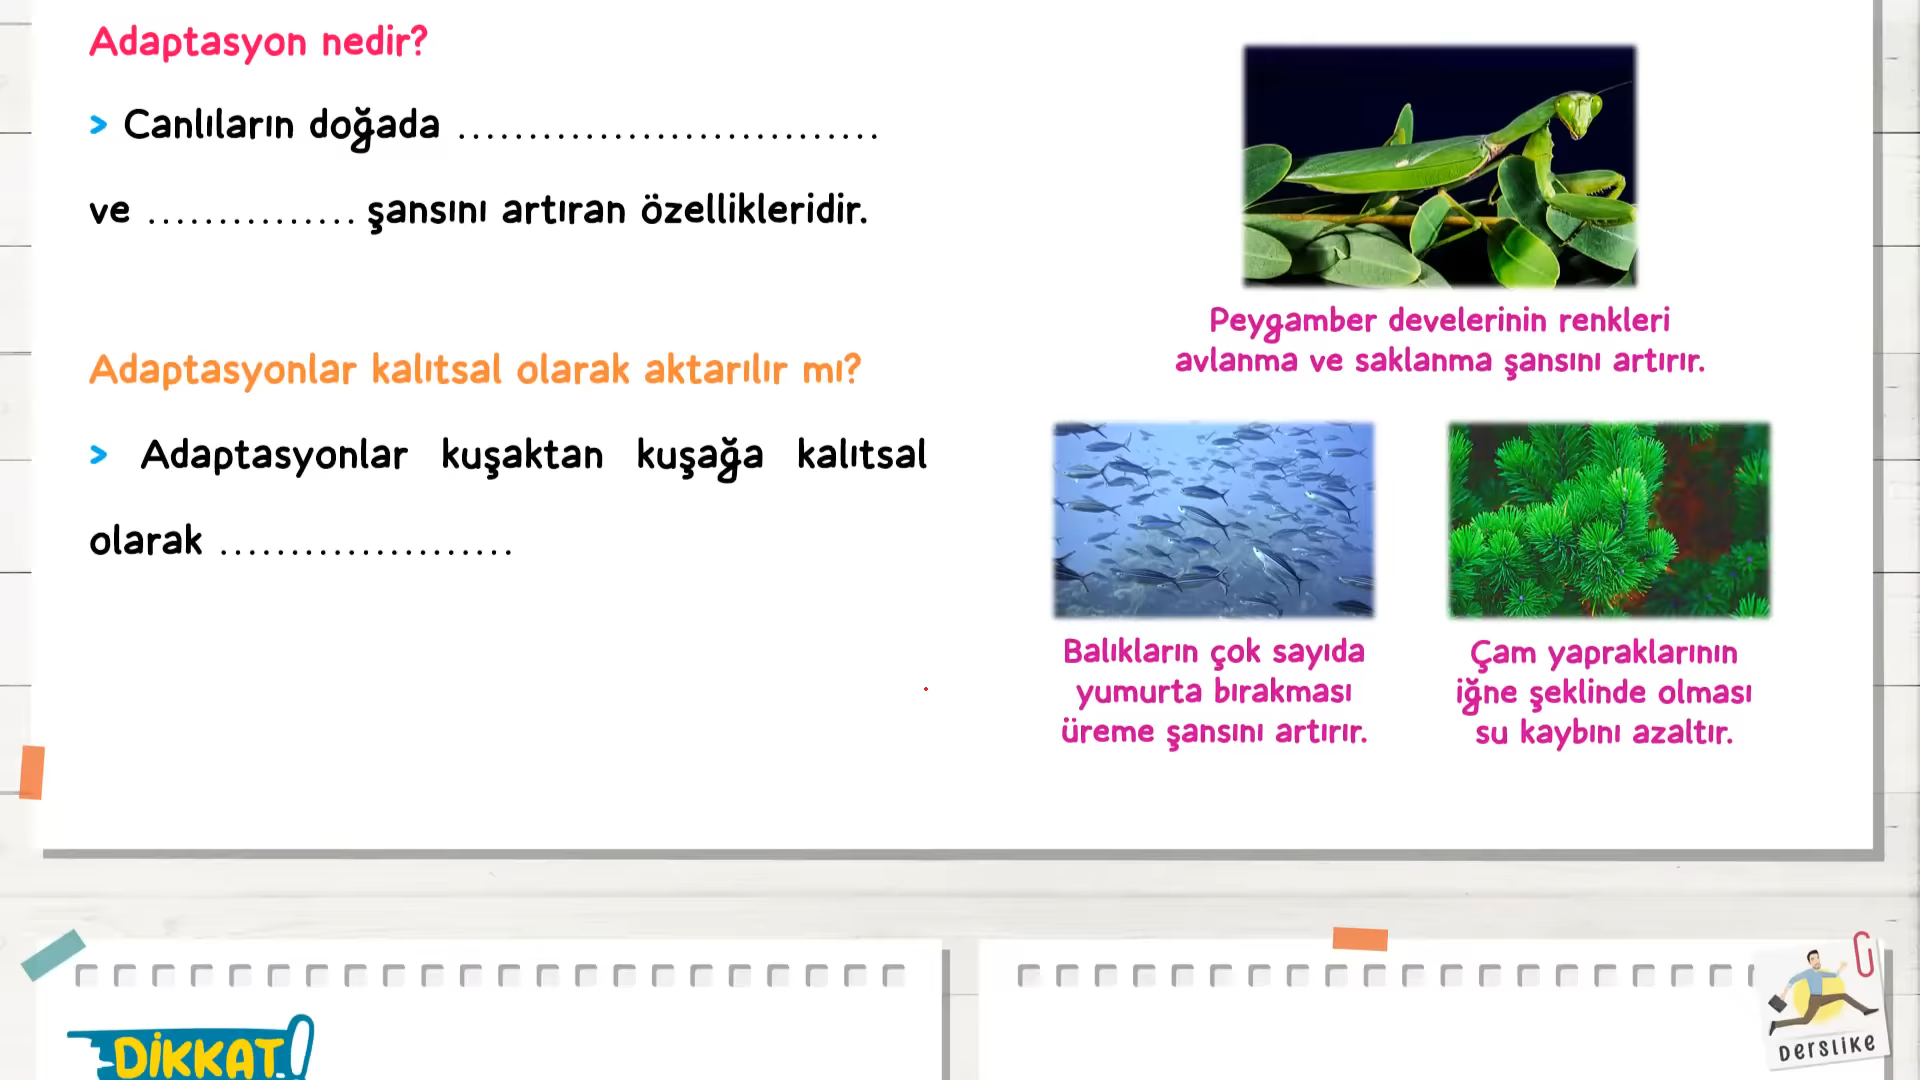 Adaptasyon nedir?
> Canlıların doğada ..............................
ve ............... şansını artıran özellikleridir.
Adaptasyonlar kalıtsal olarak aktarılır mı?
> Adaptasyonlar kuşaktan kuşağa kalıtsal
olarak .....................
Peygamber develerinin renkleri
avlanma ve saklanma şansını artırır.
Balıkların çok sayıda
yumurta bırakması
üreme şansını artırır.
Çam yapraklarının
iğne şeklinde olması
su kaybını azaltır.
DİKKAT!
DERSLİKE